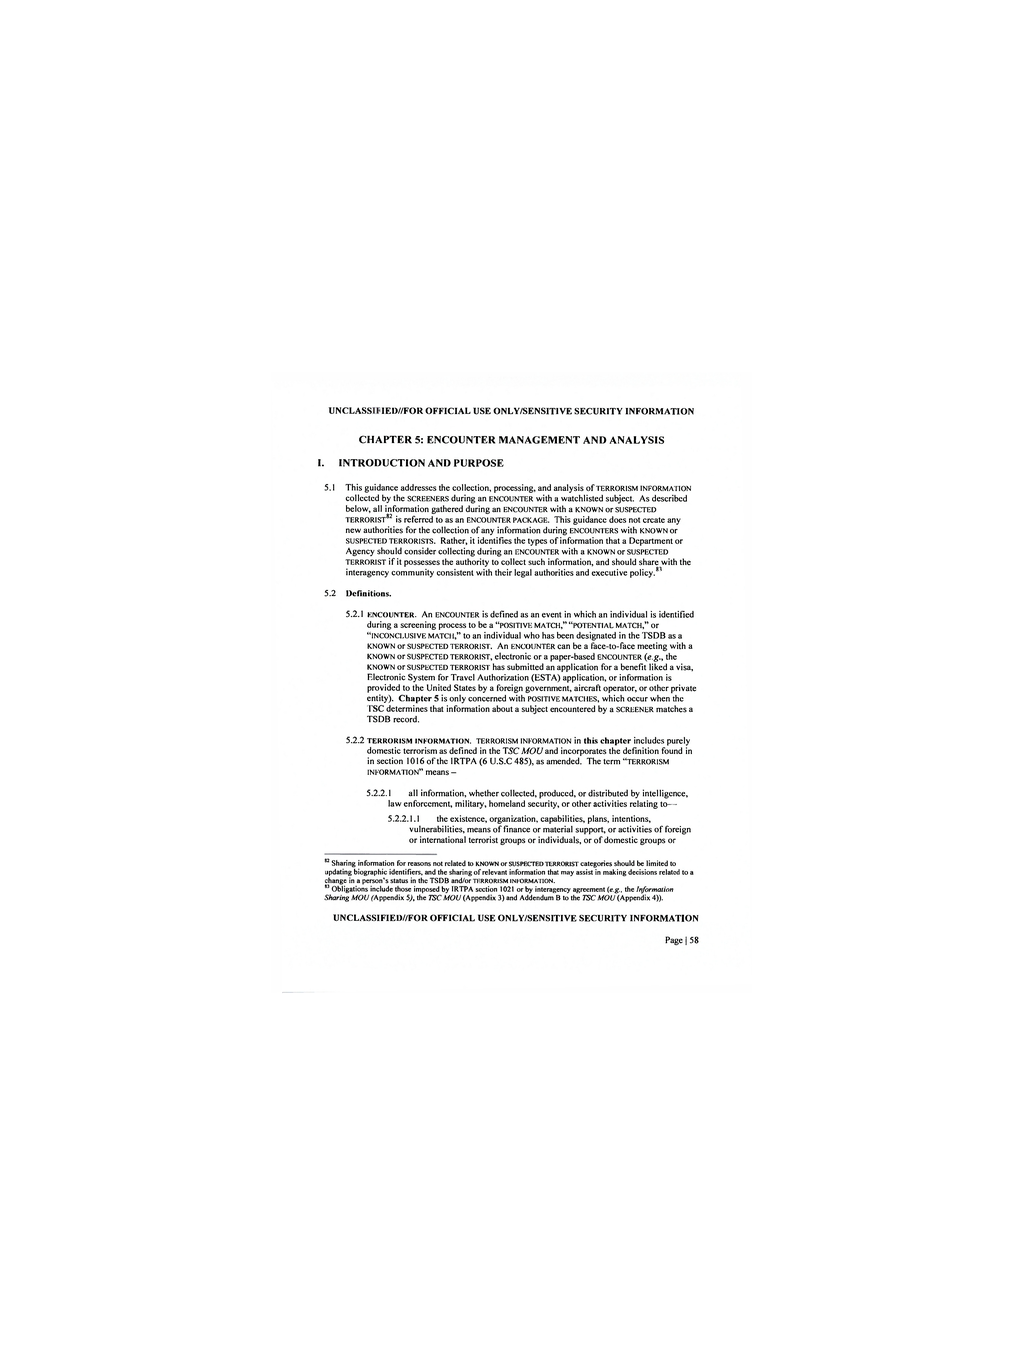 UNCLASSIFIED//FOR OFFICIAL USE ONLY/SENSITIVE SECURITY INFORMATION
CHAPTER 5: ENCOUNTER MANAGEMENT AND ANALYSIS
I. INTRODUCTION AND PURPOSE
5.1 This guidance addresses the collection, processing, and analysis of TERRORISM INFORMATION
collected by the SCREENERS during an ENCOUNTER with a watchlisted subject. As described
below, all information gathered during an ENCOUNTER with a KNOWN or SUSPECTED
TERRORIST82 is referred to as an ENCOUNTER PACKAGE. This guidance does not create any
new authorities for the collection of any information during ENCOUNTERS with KNOWN or
SUSPECTED TERRORISTS. Rather, it identifies the types of information that a Department or
Agency should consider collecting during an ENCOUNTER with a KNOWN or SUSPECTED
TERRORIST if it possesses the authority to collect such information, and should share with the
interagency community consistent with their legal authorities and executive policy.83
5.2 Definitions.
5.2.1 ENCOUNTER. An ENCOUNTER is defined as an event in which an individual is identified
during a screening process to be a "POSITIVE MATCH," "POTENTIAL MATCH," or
"INCONCLUSIVE MATCH," to an individual who has been designated in the TSDB as a
KNOWN or SUSPECTED TERRORIST. An ENCOUNTER can be a face-to-face meeting with a
KNOWN or SUSPECTED TERRORIST, electronic or a paper-based ENCOUNTER (e.g., the
KNOWN or SUSPECTED TERRORIST has submitted an application for a benefit liked a visa,
Electronic System for Travel Authorization (ESTA) application, or information is
provided to the United States by a foreign government, aircraft operator, or other private
entity). Chapter 5 is only concerned with POSITIVE MATCHES, which occur when the
TSC determines that information about a subject encountered by a SCREENER matches a
TSDB record.
5.2.2 TERRORISM INFORMATION. TERRORISM INFORMATION in this chapter includes purely
domestic terrorism as defined in the TSC MOU and incorporates the definition found in
in section 1016 of the IRTPA (6 U.S.C 485), as amended. The term "TERRORISM
INFORMATION" means –
5.2.2.1 all information, whether collected, produced, or distributed by intelligence,
law enforcement, military, homeland security, or other activities relating to—
5.2.2.1.1 the existence, organization, capabilities, plans, intentions,
vulnerabilities, means of finance or material support, or activities of foreign
or international terrorist groups or individuals, or of domestic groups or
82 Sharing information for reasons not related to KNOWN or SUSPECTED TERRORIST categories should be limited to
updating biographic identifiers, and the sharing of relevant information that may assist in making decisions related to a
change in a person's status in the TSDB and/or TERRORISM INFORMATION.
83 Obligations include those imposed by IRTPA section 1021 or by interagency agreement (e.g., the Information
Sharing MOU (Appendix 5), the TSC MOU (Appendix 3) and Addendum B to the TSC MOU (Appendix 4)).
UNCLASSIFIED//FOR OFFICIAL USE ONLY/SENSITIVE SECURITY INFORMATION
Page | 58